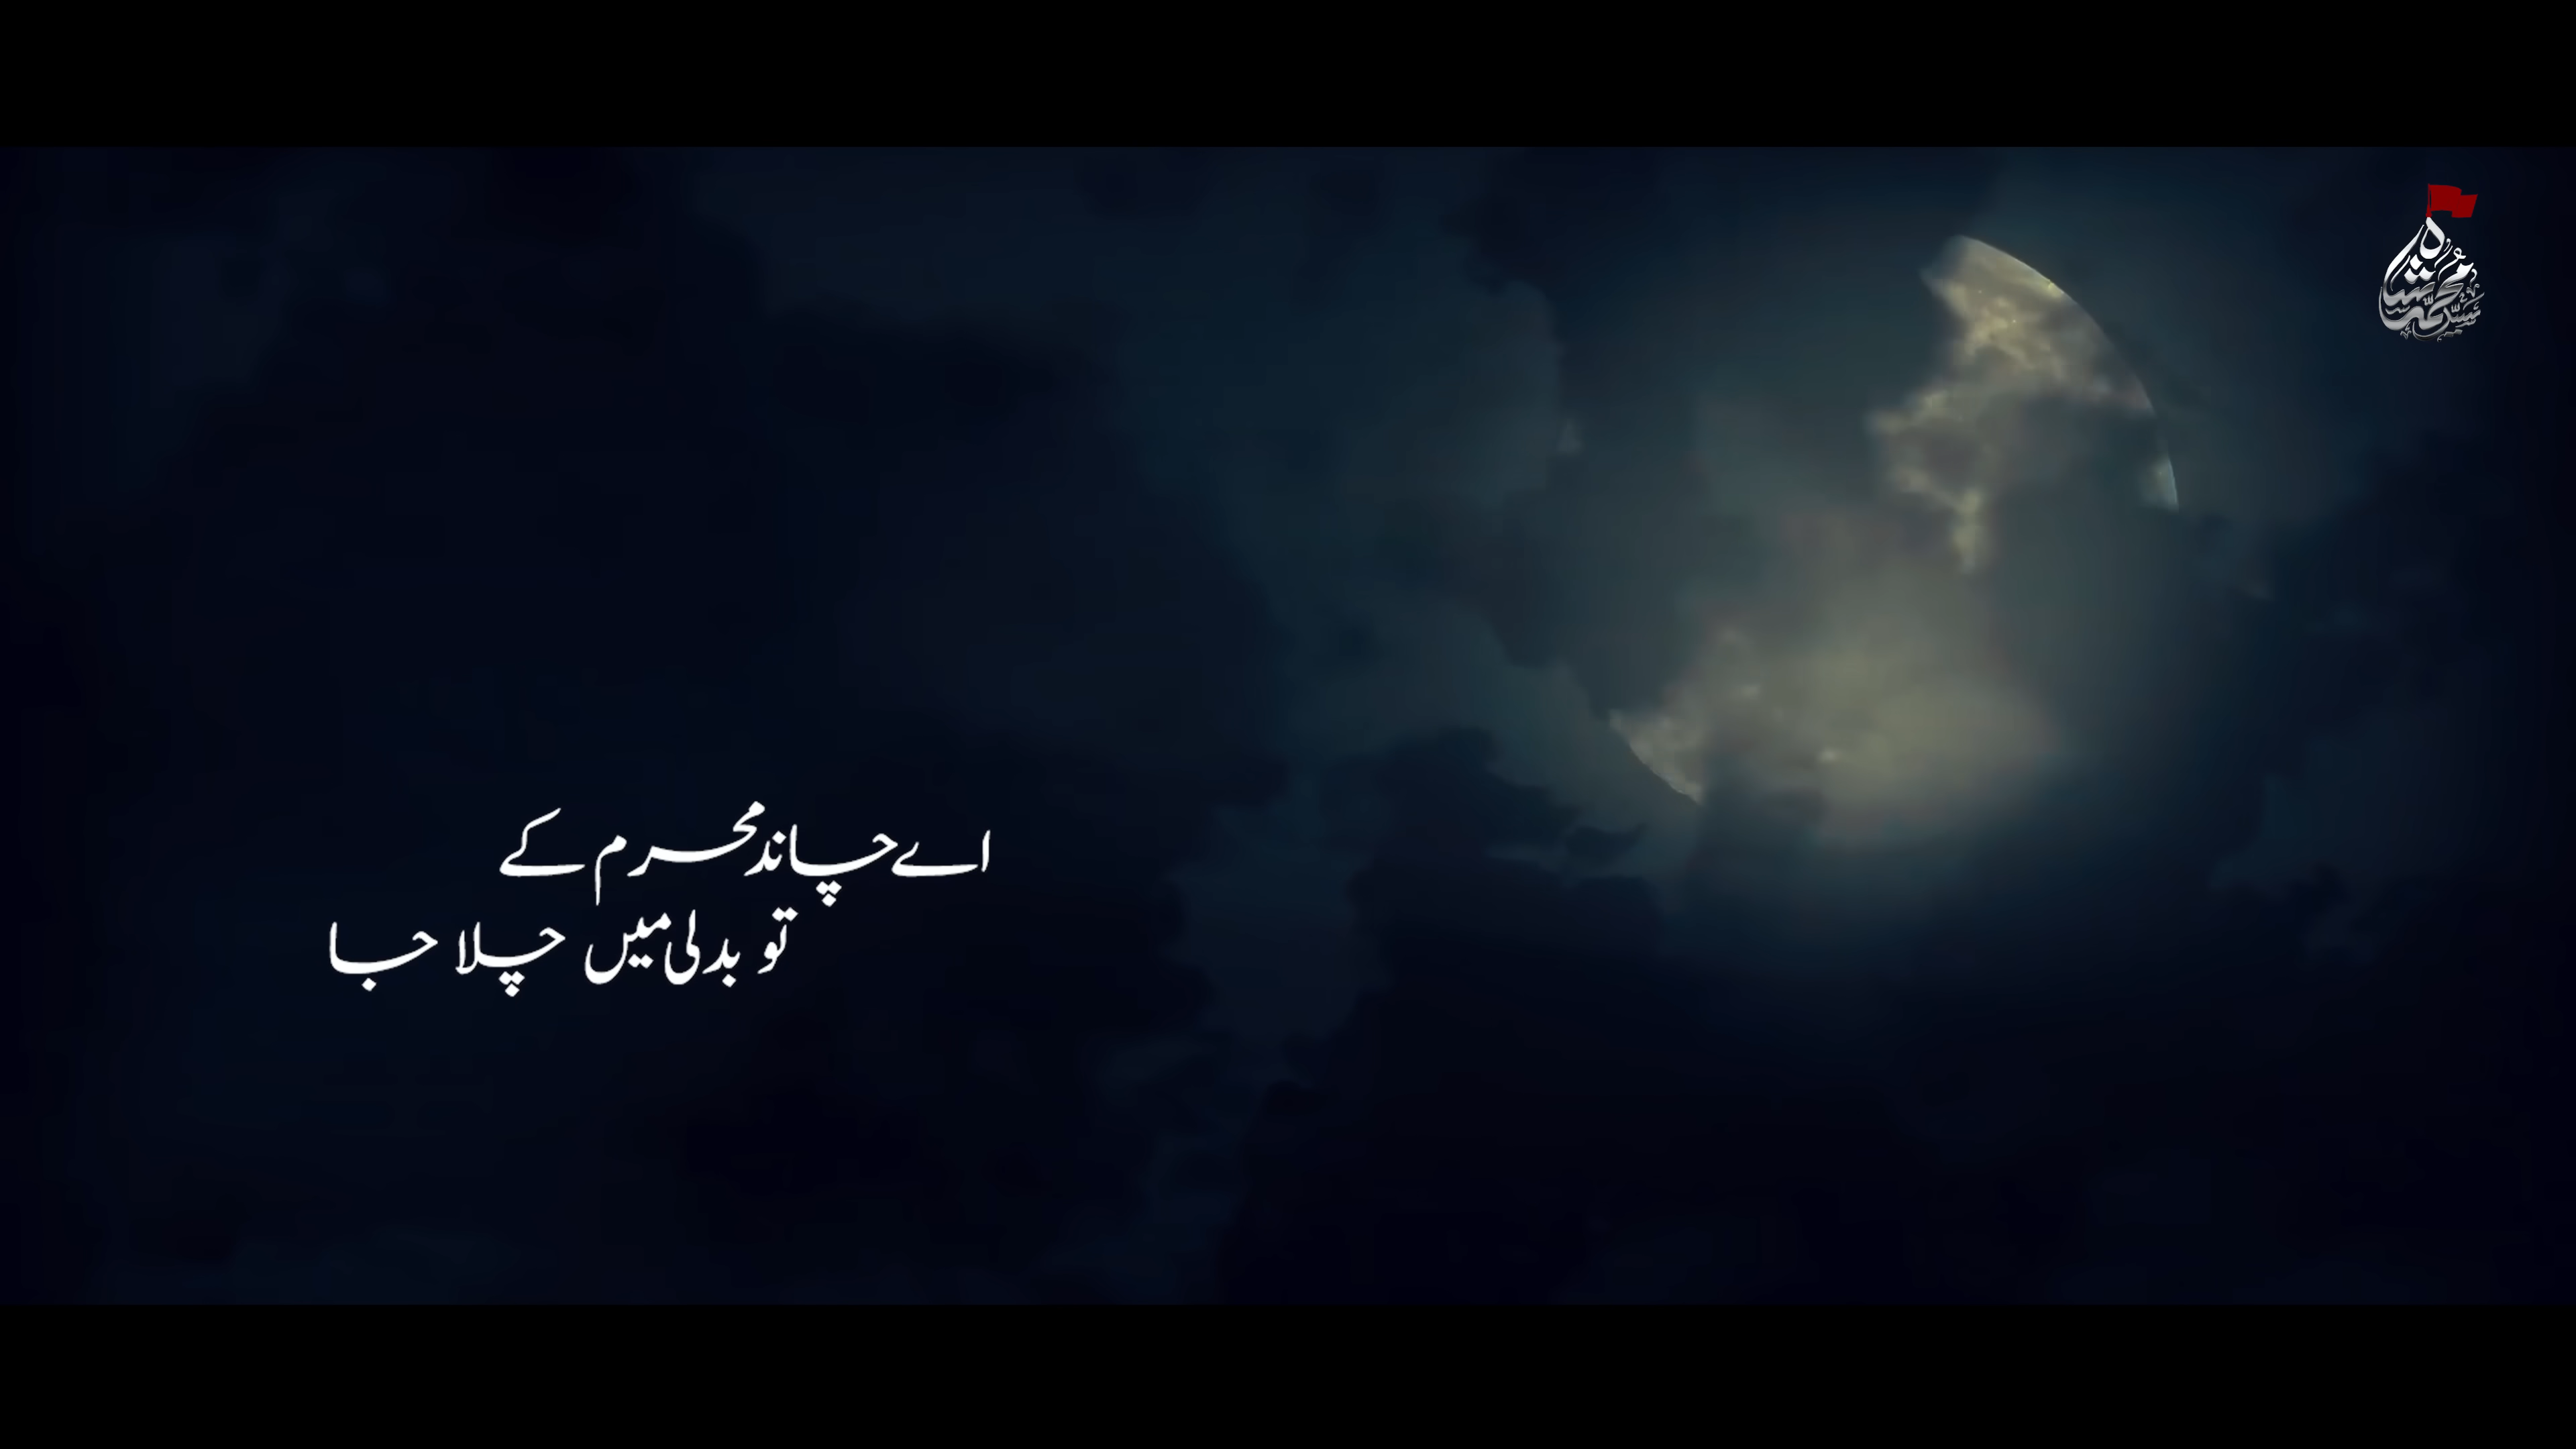 اے چاند محرم کے
تو بدلی میں چلا جا